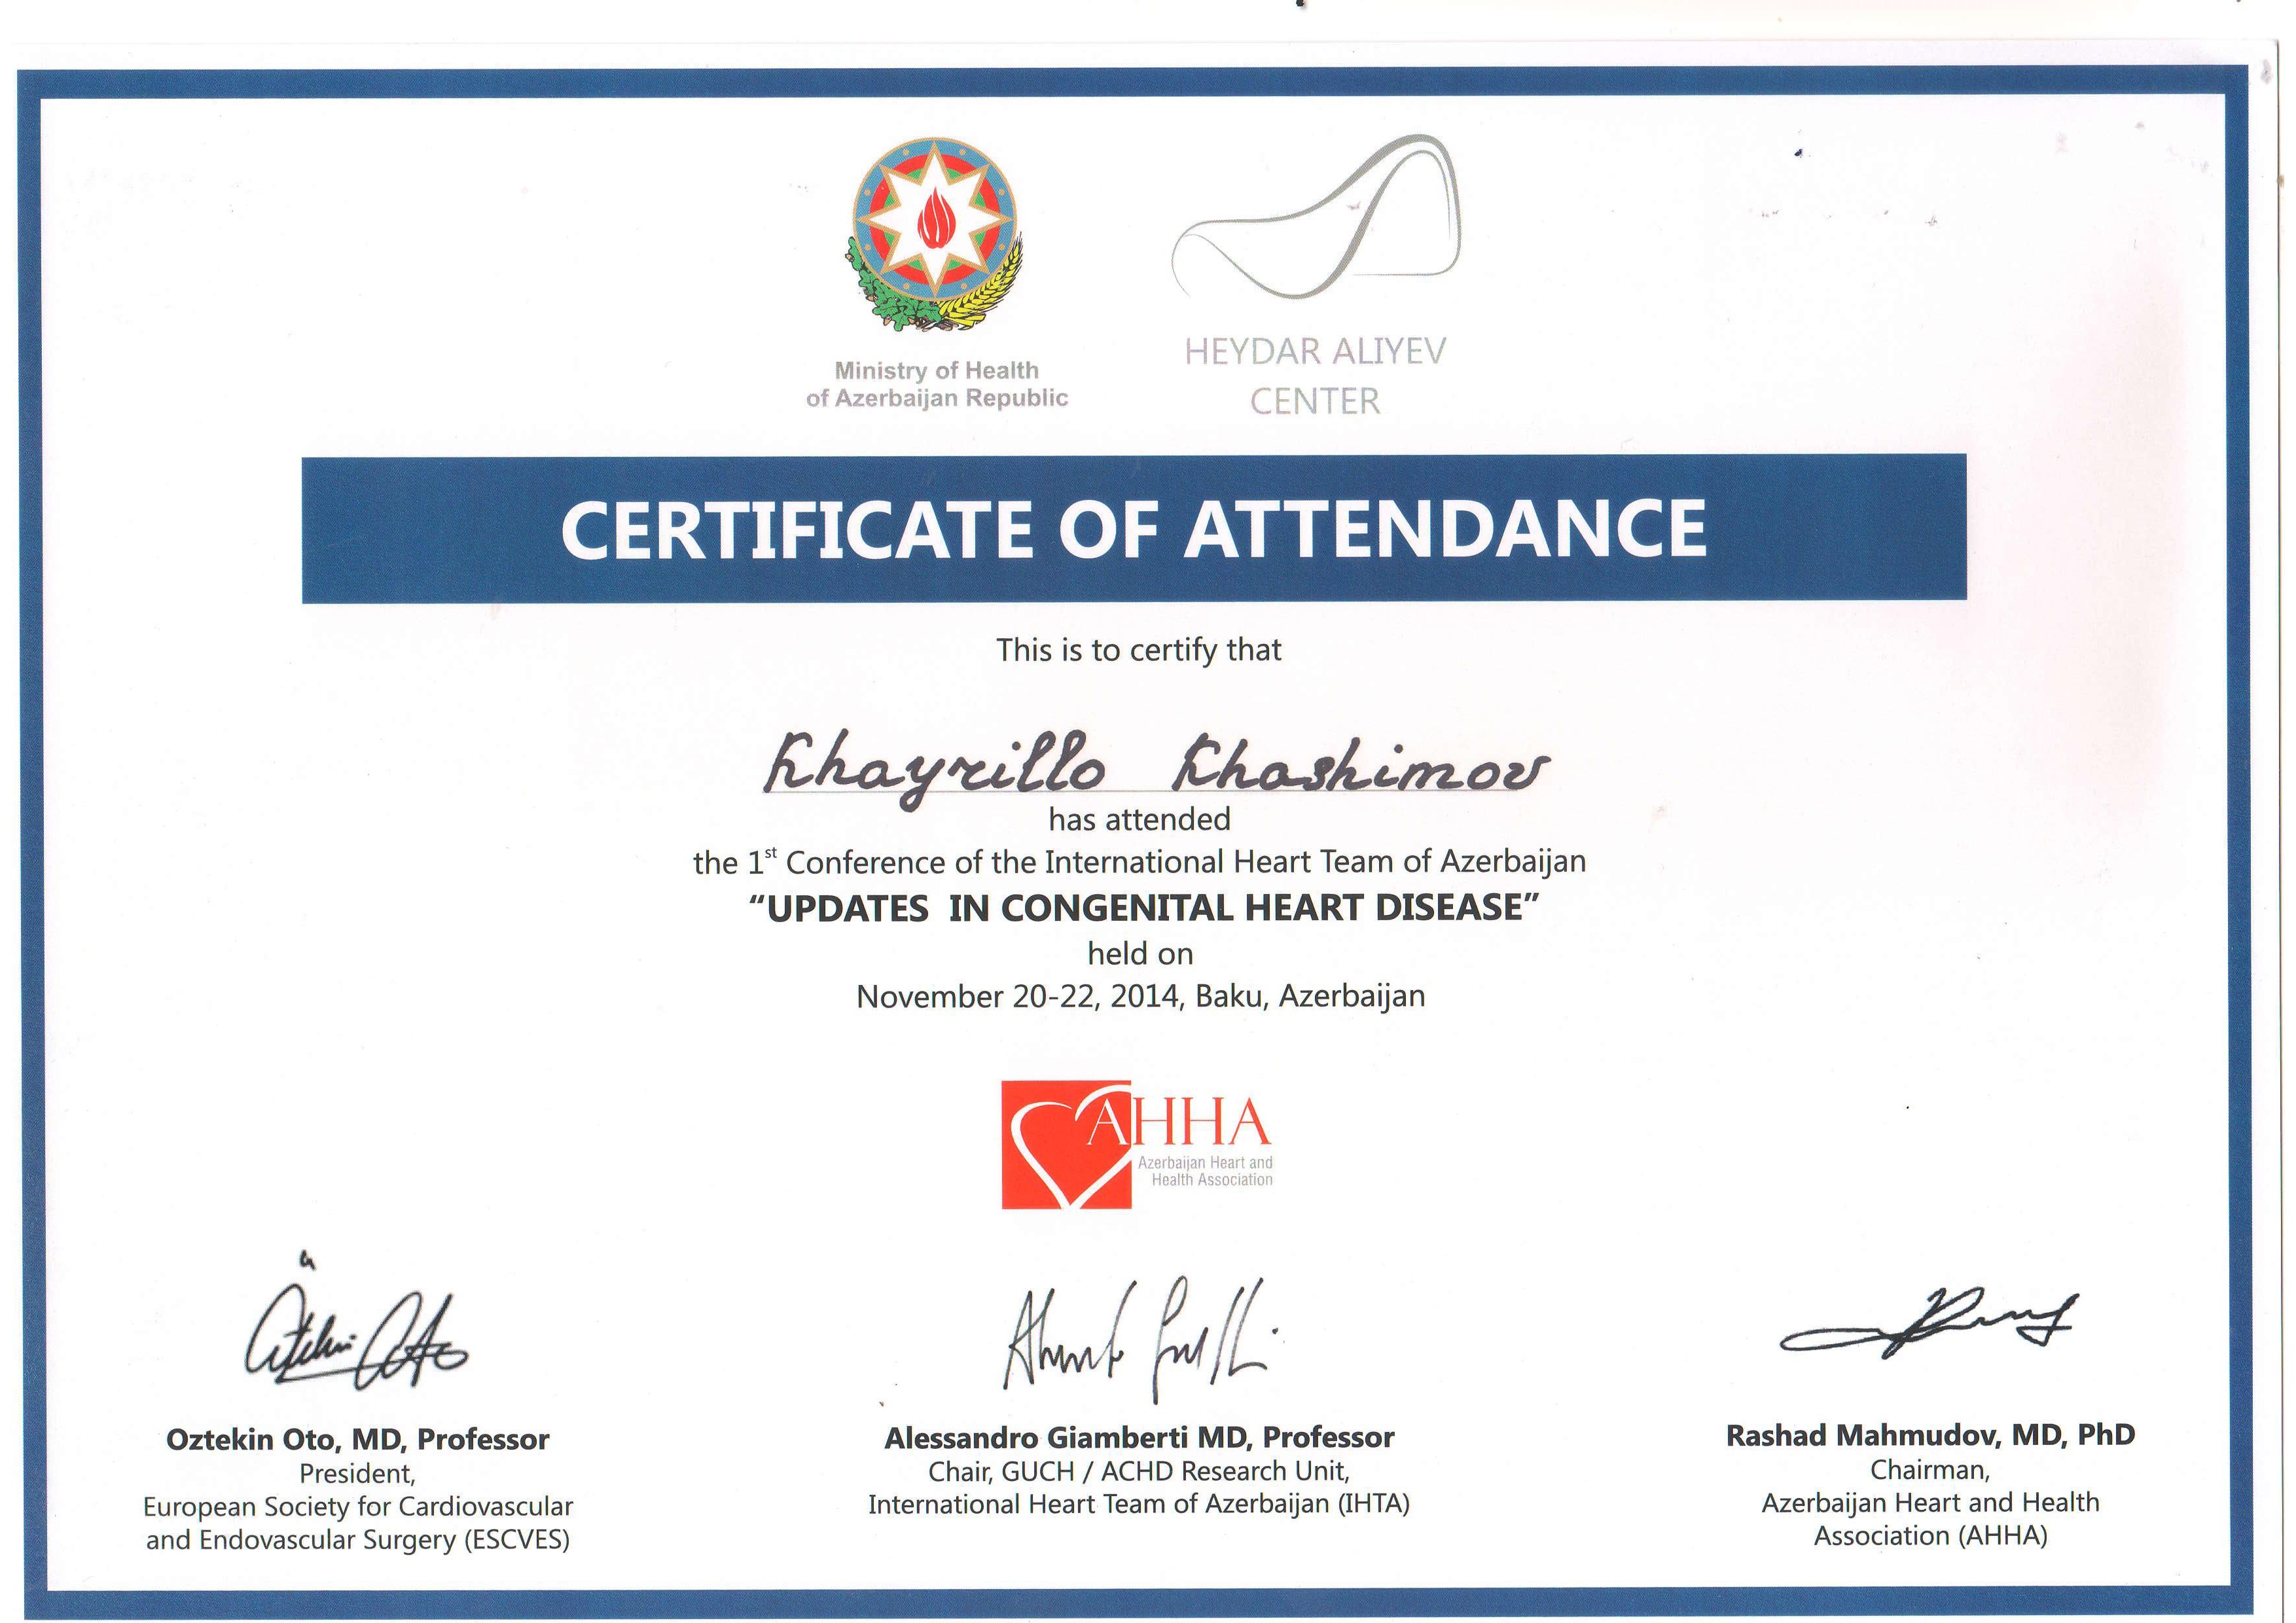 Ministry of Health
of Azerbaijan Republic
HEYDAR ALIYEV
CENTER
CERTIFICATE OF ATTENDANCE
This is to certify that
Khayrillo Khashimov
has attended
the 1st Conference of the International Heart Team of Azerbaijan
“UPDATES IN CONGENITAL HEART DISEASE”
held on
November 20-22, 2014, Baku, Azerbaijan
AHHA
Azerbaijan Heart and
Health Association
Oztekin Oto, MD, Professor
President,
European Society for Cardiovascular
and Endovascular Surgery (ESCVES)
Alessandro Giamberti MD, Professor
Chair, GUCH / ACHD Research Unit,
International Heart Team of Azerbaijan (IHTA)
Rashad Mahmudov, MD, PhD
Chairman,
Azerbaijan Heart and Health
Association (AHHA)